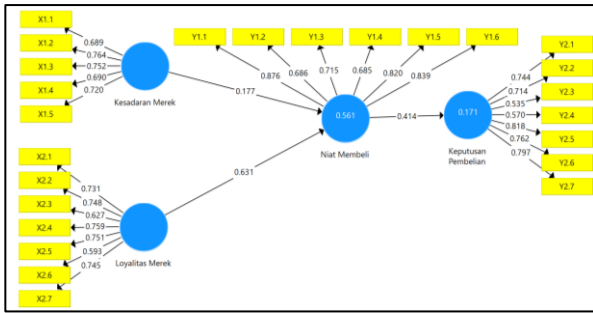 X1.1
X1.2
X1.3
X1.4
X1.5
0.689
0.764
0.752
0.690
0.720
Kesadaran Merek
0.177
Y1.1
Y1.2
Y1.3
Y1.4
Y1.5
Y1.6
0.876
0.686
0.715
0.685
0.820
0.839
0.561
Niat Membeli
0.414
0.171
Keputusan
Pembelian
0.744
0.714
0.535
0.570
0.818
0.762
0.797
Y2.1
Y2.2
Y2.3
Y2.4
Y2.5
Y2.6
Y2.7
0.631
X2.1
X2.2
X2.3
X2.4
X2.5
X2.6
X2.7
0.731
0.748
0.627
0.759
0.751
0.593
0.745
Loyalitas Merek